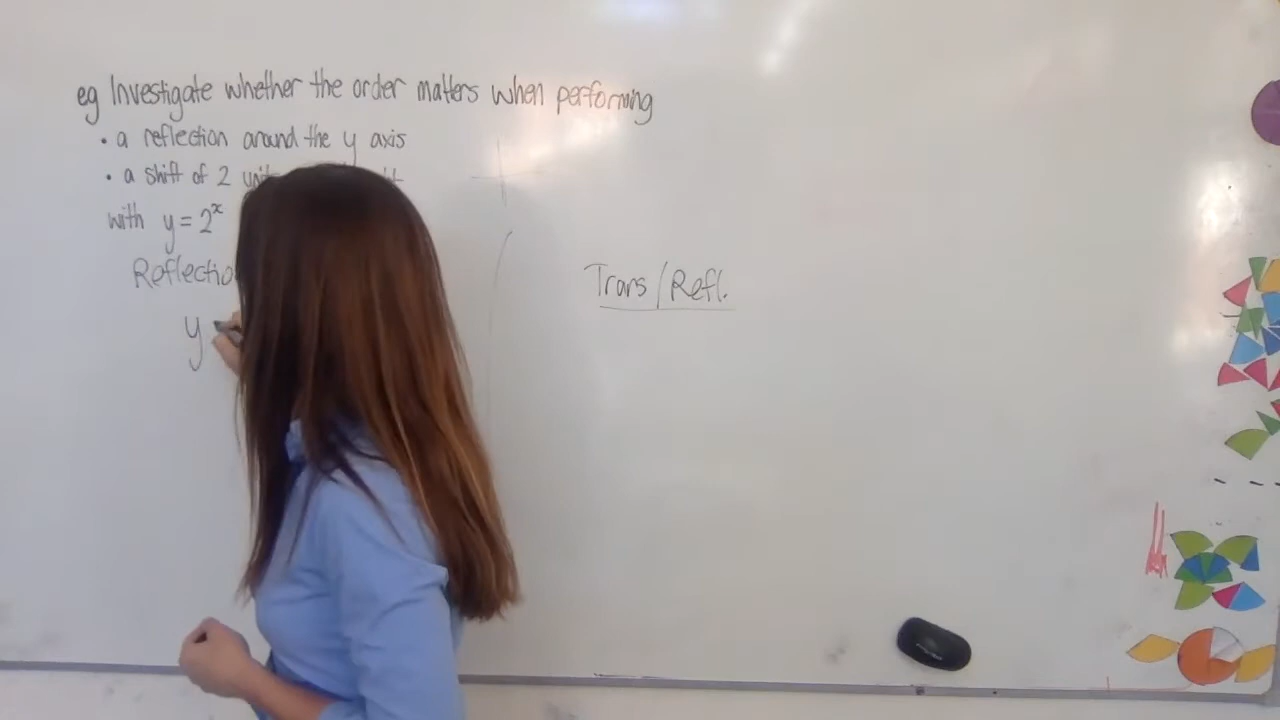 eg Investigate whether the order matters when performing
• a reflection around the y axis
• a shift of 2
with y = 2ˣ
Reflectio
Trans/Refl.
y